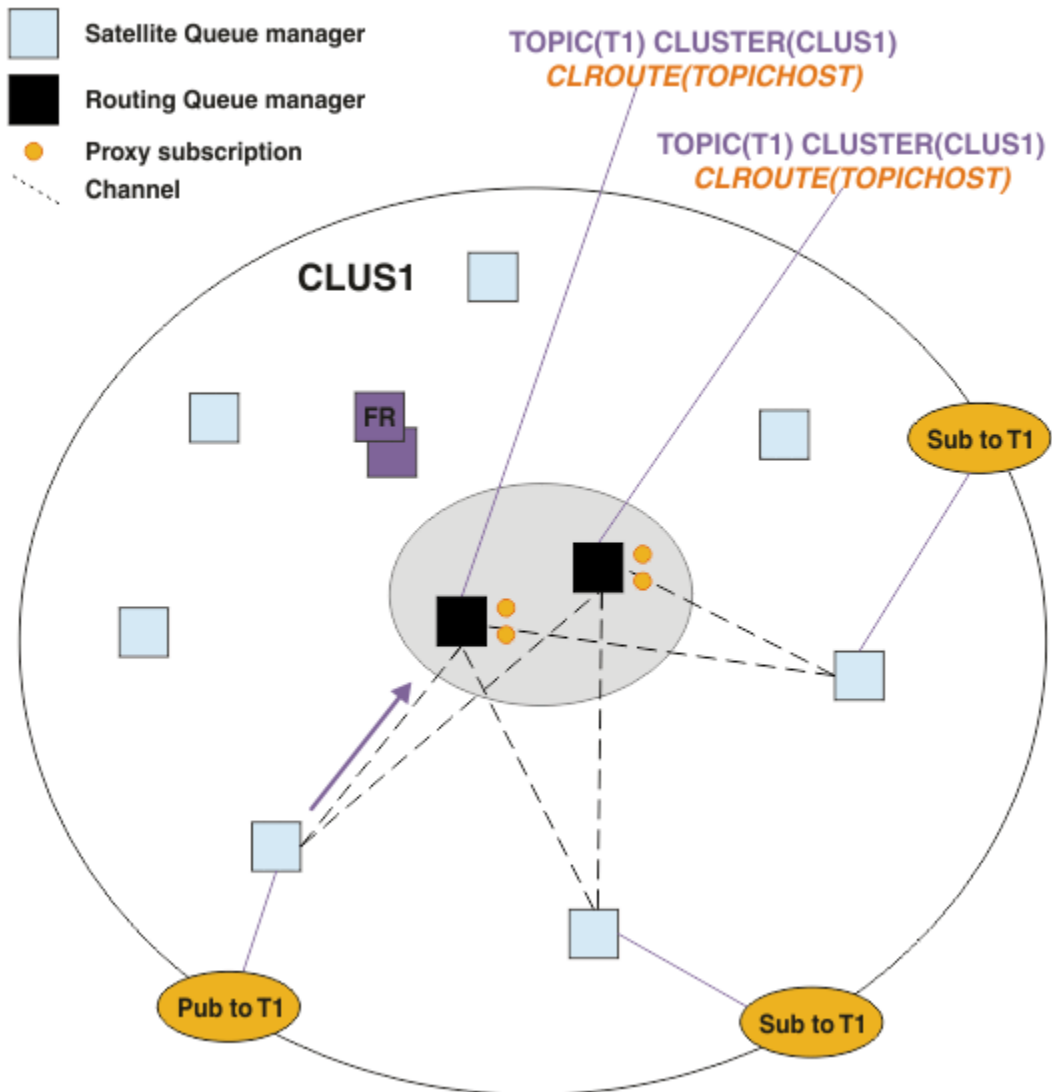 Satellite Queue manager
Routing Queue manager
Proxy subscription
Channel
TOPIC(T1) CLUSTER(CLUS1)
CLROUTE(TOPICHOST)
TOPIC(T1) CLUSTER(CLUS1)
CLROUTE(TOPICHOST)
CLUS1
FR
Sub to T1
Pub to T1
Sub to T1